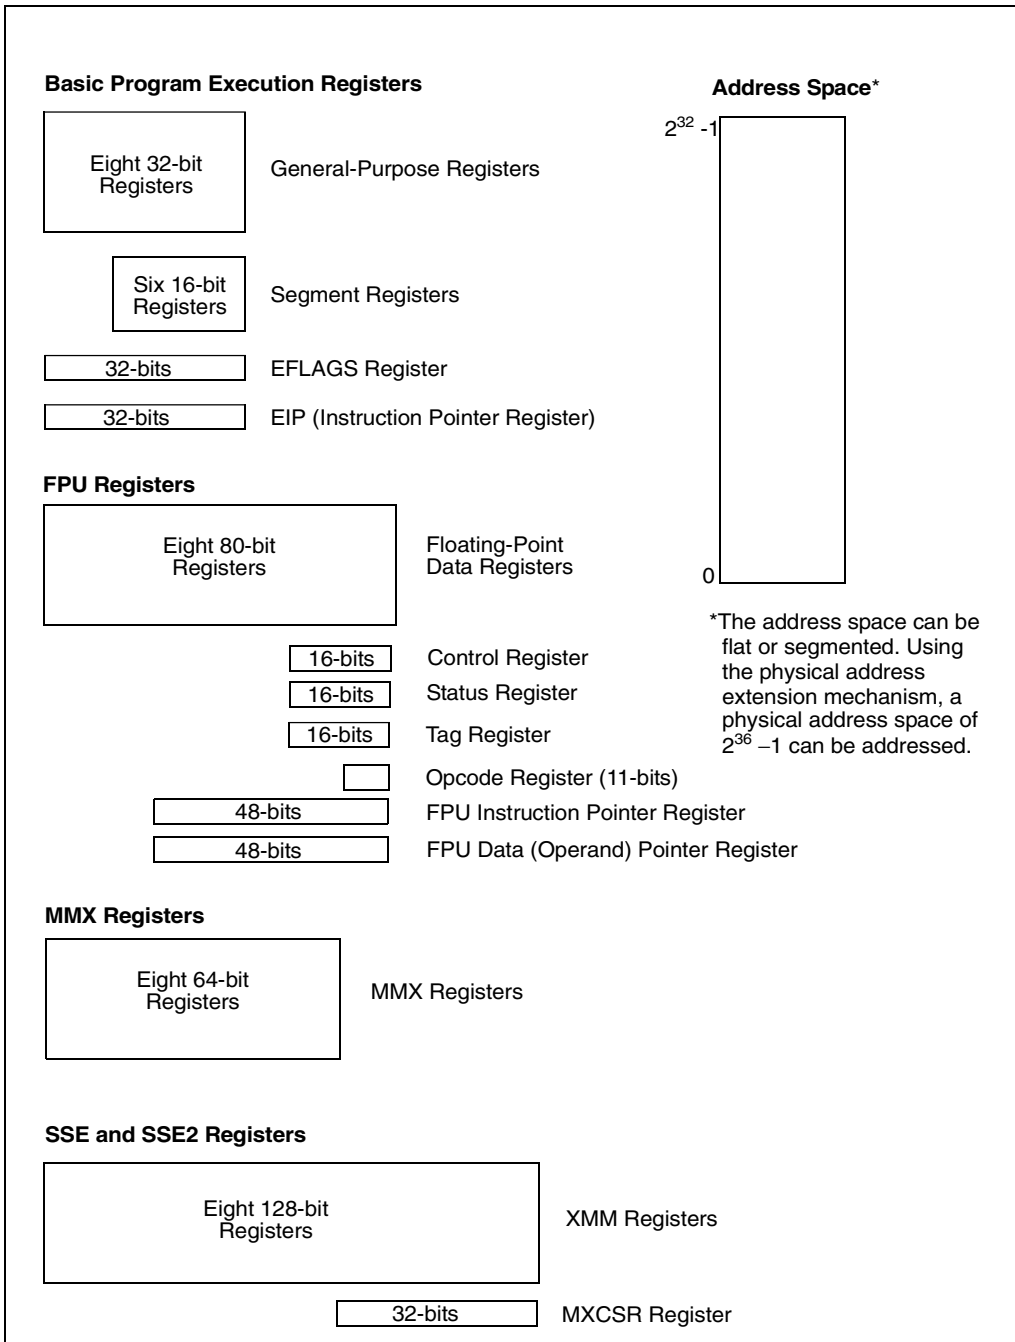 Basic Program Execution Registers
Eight 32-bit
Registers
General-Purpose Registers
Six 16-bit
Registers
Segment Registers
32-bits
EFLAGS Register
32-bits
EIP (Instruction Pointer Register)
Address Space*
2^32 -1
0
*The address space can be
flat or segmented. Using
the physical address
extension mechanism, a
physical address space of
2^36 –1 can be addressed.
FPU Registers
Eight 80-bit
Registers
Floating-Point
Data Registers
16-bits
Control Register
16-bits
Status Register
16-bits
Tag Register
Opcode Register (11-bits)
48-bits
FPU Instruction Pointer Register
48-bits
FPU Data (Operand) Pointer Register
MMX Registers
Eight 64-bit
Registers
MMX Registers
SSE and SSE2 Registers
Eight 128-bit
Registers
XMM Registers
32-bits
MXCSR Register